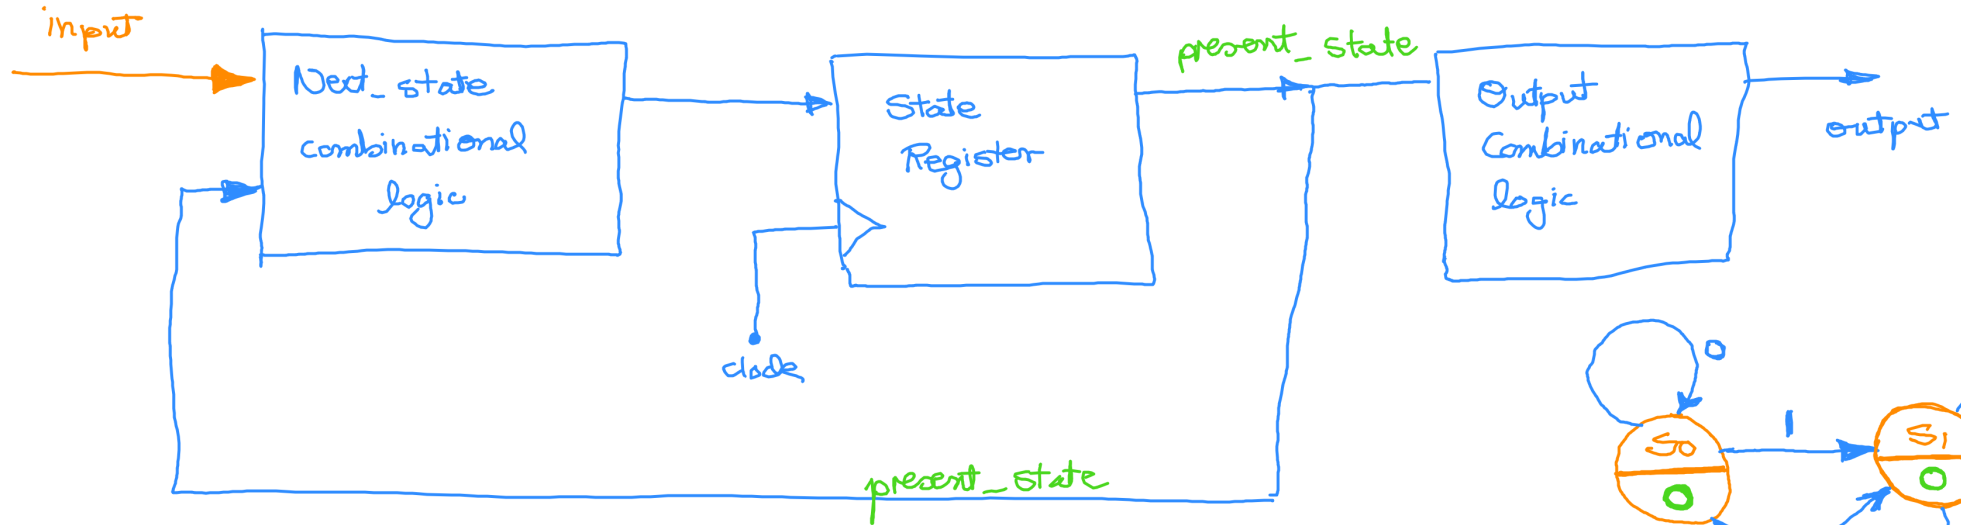 input
Next_state
combinational
logic
State
Register
clock
present_state
Output
Combinational
logic
output
present_state
0
1
S0
0
S1
0